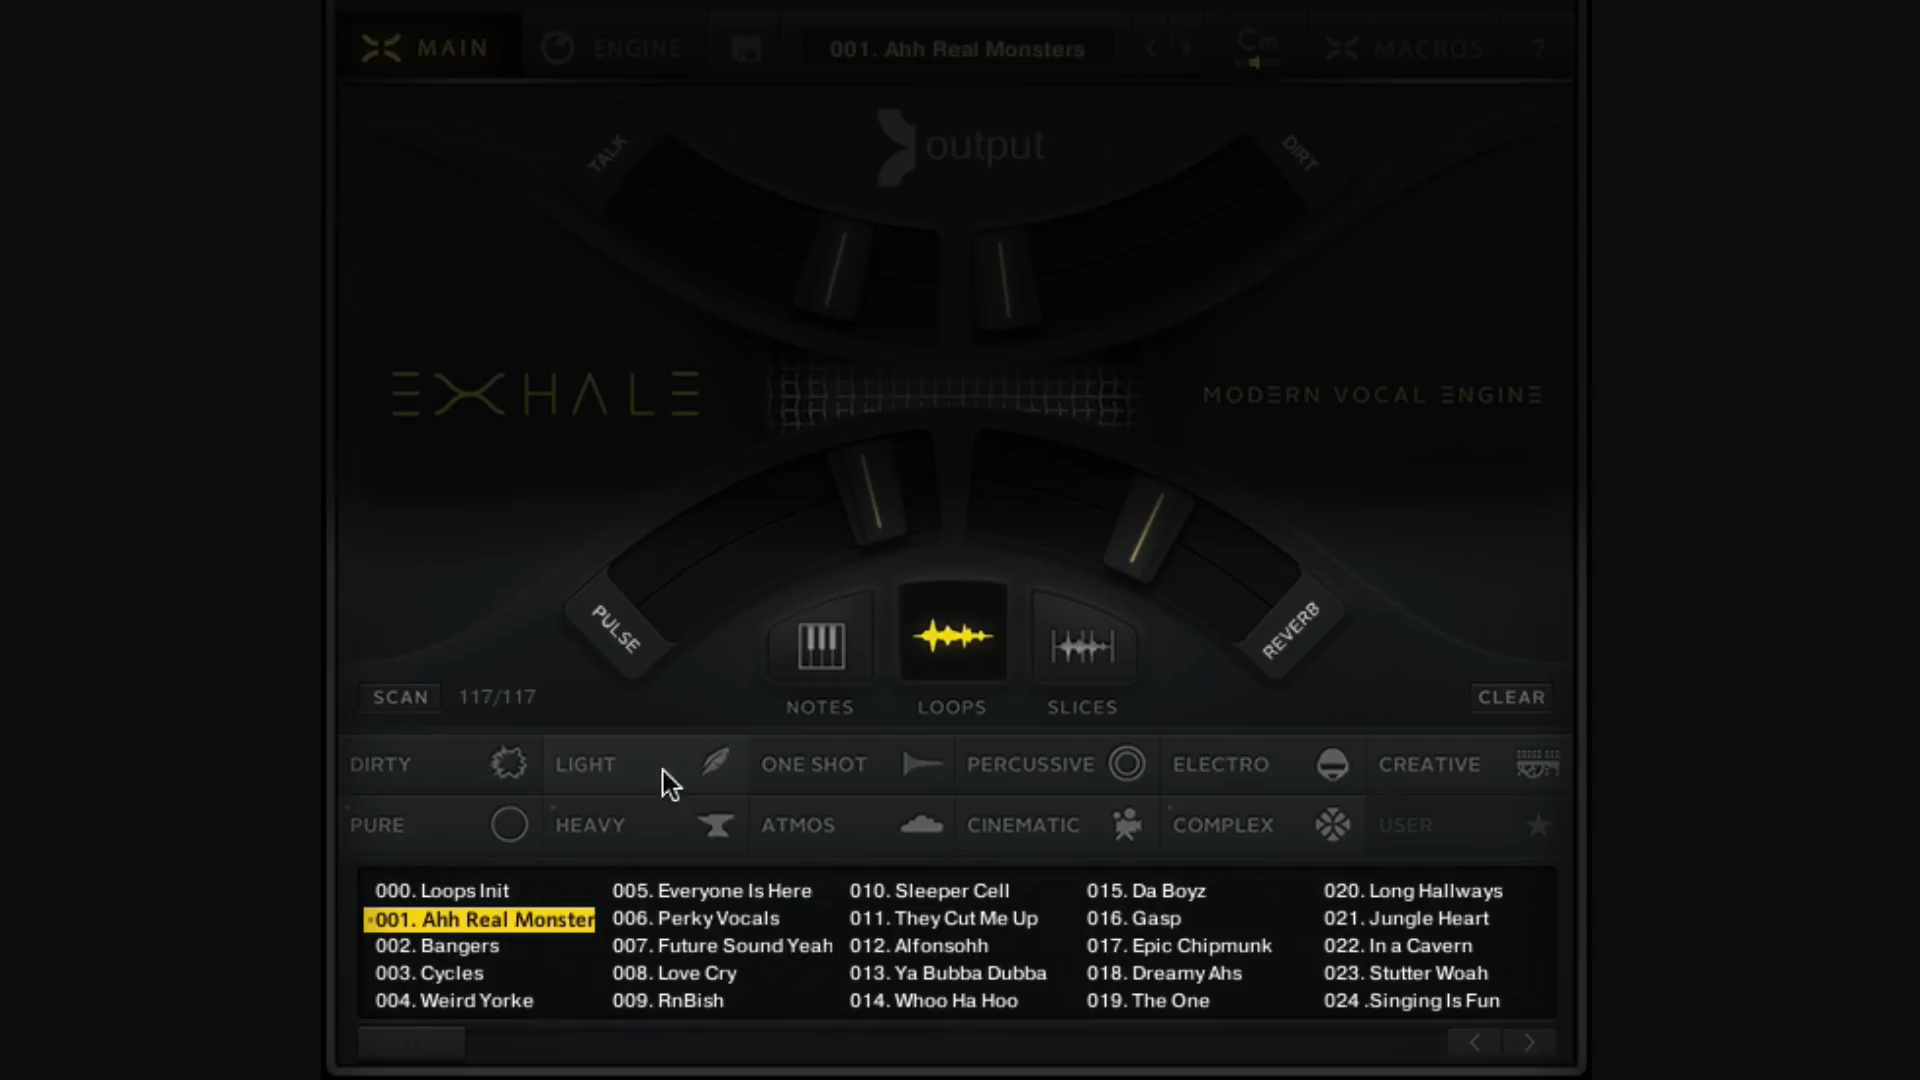 MAIN
ENGINE
001. Ahh Real Monsters
Cm
MACROS
?
TALK
output
DIRT
EXHALE
MODERN VOCAL ENGINE
PULSE
REVERB
SCAN
117/117
NOTES
LOOPS
SLICES
CLEAR
DIRTY
LIGHT
ONE SHOT
PERCUSSIVE
ELECTRO
CREATIVE
PURE
HEAVY
ATMOS
CINEMATIC
COMPLEX
USER
000. Loops Init
001. Ahh Real Monster
002. Bangers
003. Cycles
004. Weird Yorke
005. Everyone Is Here
006. Perky Vocals
007. Future Sound Yeah
008. Love Cry
009. RnBish
010. Sleeper Cell
011. They Cut Me Up
012. Alfonsohh
013. Ya Bubba Dubba
014. Whoo Ha Hoo
015. Da Boyz
016. Gasp
017. Epic Chipmunk
018. Dreamy Ahs
019. The One
020. Long Hallways
021. Jungle Heart
022. In a Cavern
023. Stutter Woah
024 .Singing Is Fun